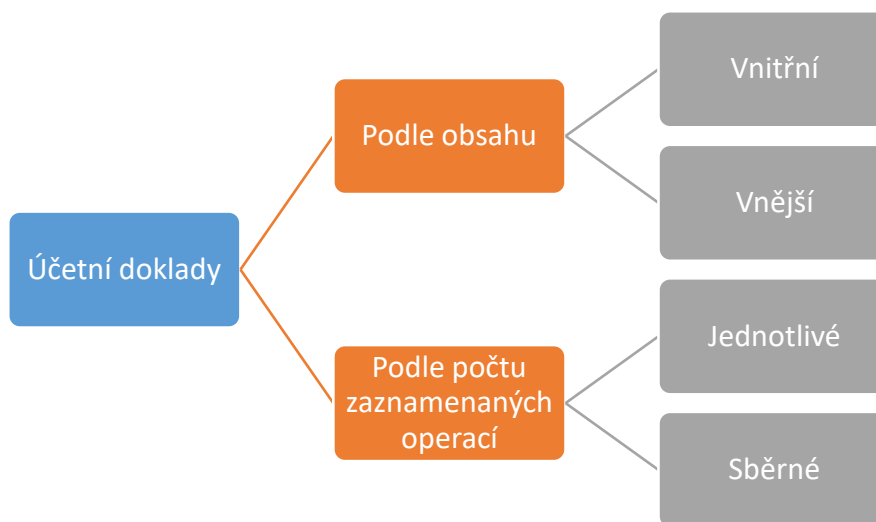 Účetní doklady
Podle obsahu
Vnitřní
Vnější
Podle počtu
zaznamenaných
operací
Jednotlivé
Sběrné